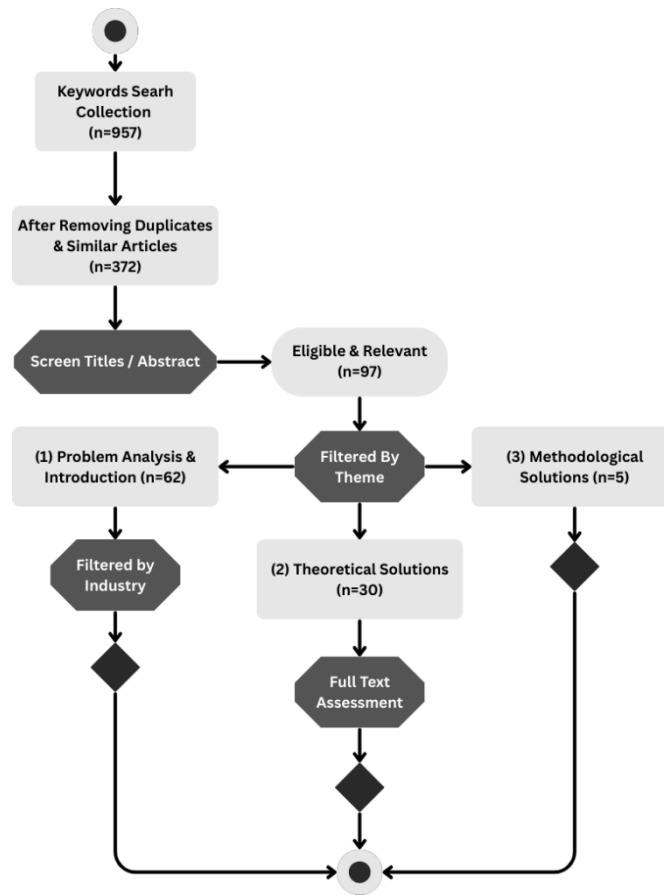 Keywords Searh
Collection
(n=957)
After Removing Duplicates
& Similar Articles
(n=372)
Screen Titles / Abstract
Eligible & Relevant
(n=97)
(1) Problem Analysis &
Introduction (n=62)
Filtered By
Theme
(3) Methodological
Solutions (n=5)
Filtered by
Industry
(2) Theoretical Solutions
(n=30)
Full Text
Assessment